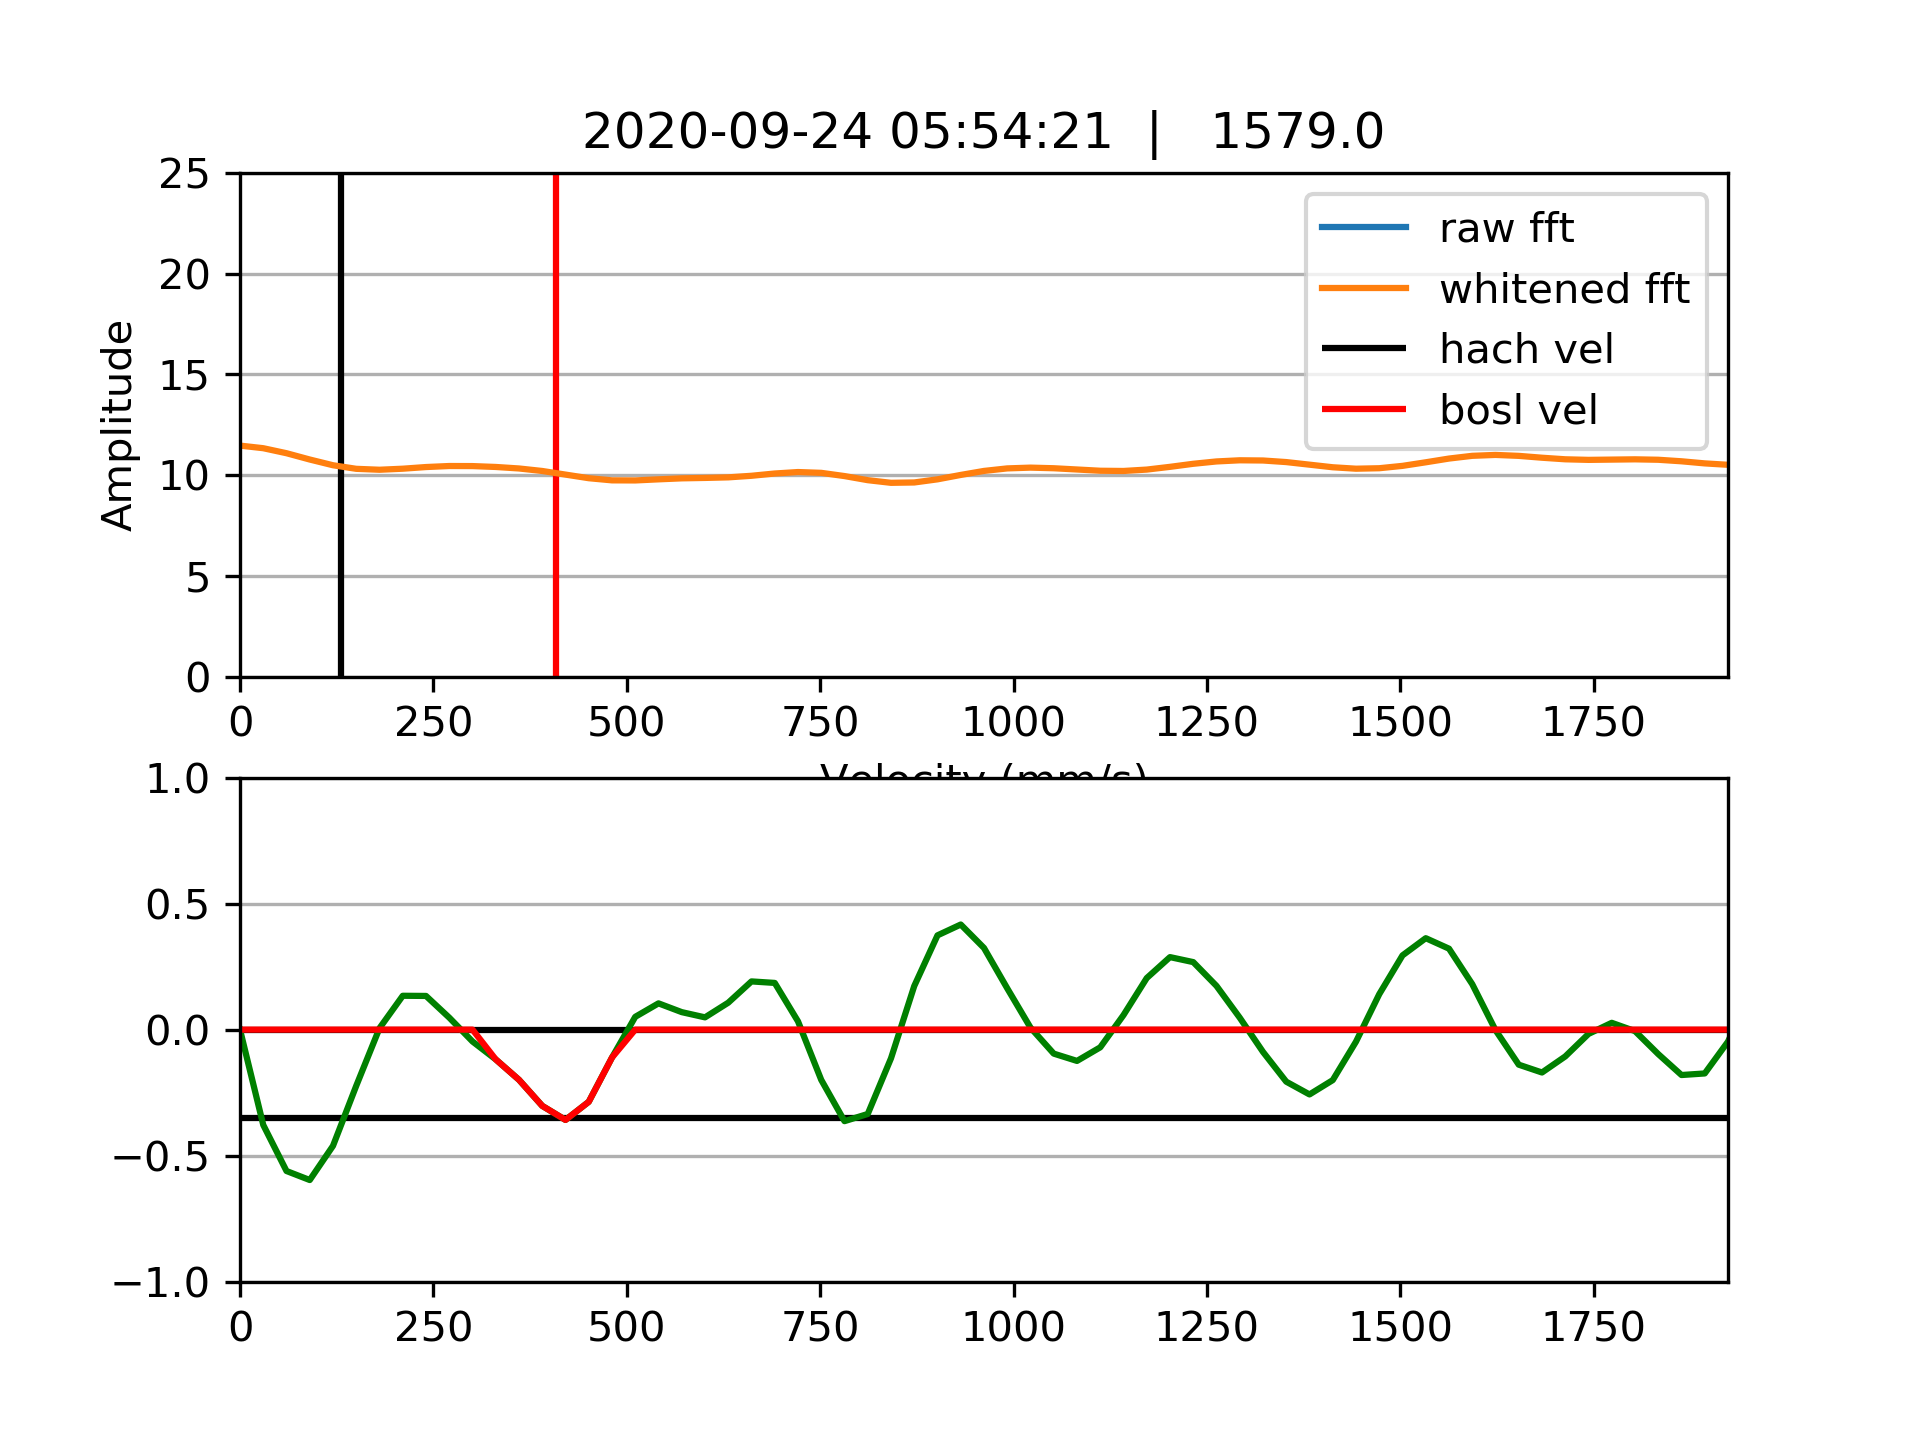 2020-09-24 05:54:21 | 1579.0
25
20
15
10
5
0
Amplitude
raw fft
whitened fft
hach vel
bosl vel
0 250 500 750 1000 1250 1500 1750
Velocity (mm/s)
1.0
0.5
0.0
−0.5
−1.0
0 250 500 750 1000 1250 1500 1750